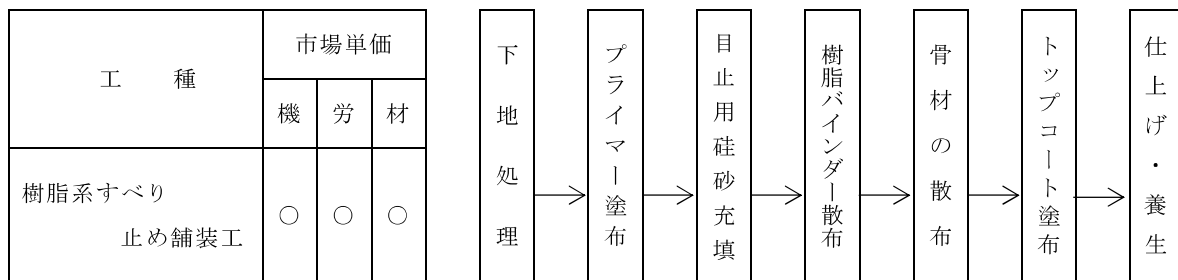 工 種
市場単価
機 労 材
樹脂系すべり
止め舗装工
○ ○ ○
下地処理
プライマー塗布
目止用硅砂充填
樹脂バインダー散布
骨材の散布
トップコート塗布
仕上げ・養生